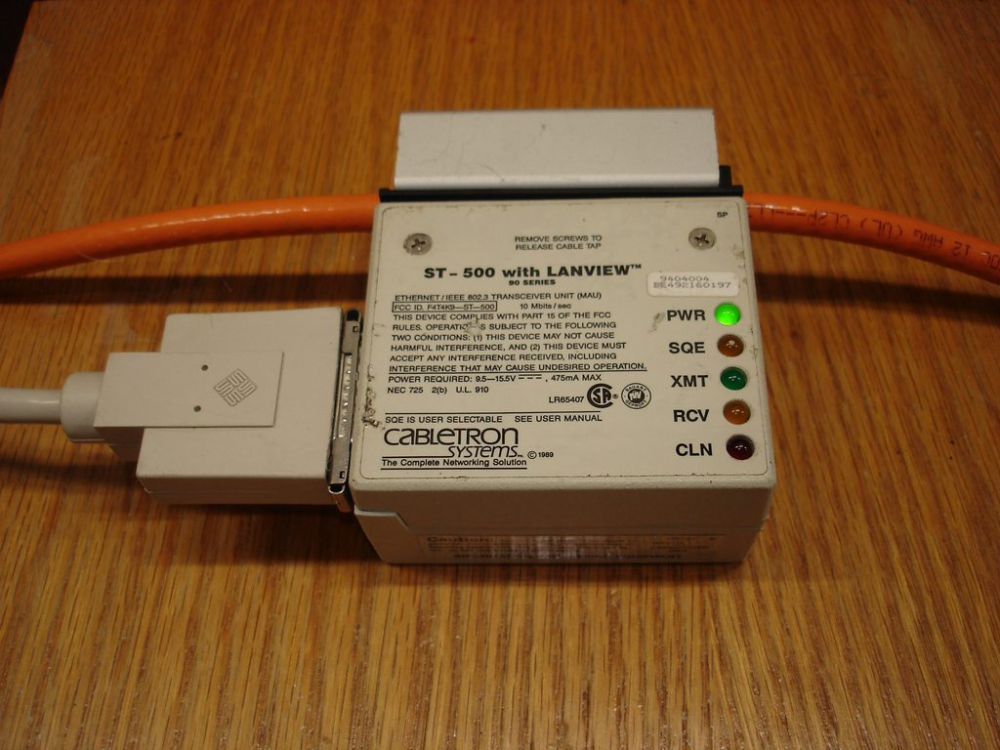 SP
REMOVE SCREWS TO
RELEASE CABLE TAP
ST-500 with LANVIEW™
90 SERIES
9404004
BE492160197
ETHERNET/IEEE 802.3 TRANSCEIVER UNIT (MAU)
FCC ID. F4T4K9-ST-500 10 Mbits/sec
THIS DEVICE COMPLIES WITH PART 15 OF THE FCC
RULES. SUBJECT TO THE FOLLOWING
TWO CONDITIONS: (1) THIS DEVICE MAY NOT CAUSE
HARMFUL INTERFERENCE, AND (2) THIS DEVICE MUST
ACCEPT ANY INTERFERENCE RECEIVED, INCLUDING
INTERFERENCE THAT MAY CAUSE UNDESIRED OPERATION.
POWER REQUIRED: 9.5-15.5V, 475mA MAX
NEC 725 2(b) U.L. 910
LR65407
SQE IS USER SELECTABLE SEE USER MANUAL
CABLETRON
SYSTEMS INC. © 1989
The Complete Networking Solution
PWR
SQE
XMT
RCV
CLN
Caution:
EQUIPMENT
12 AWG (UL) CL2P